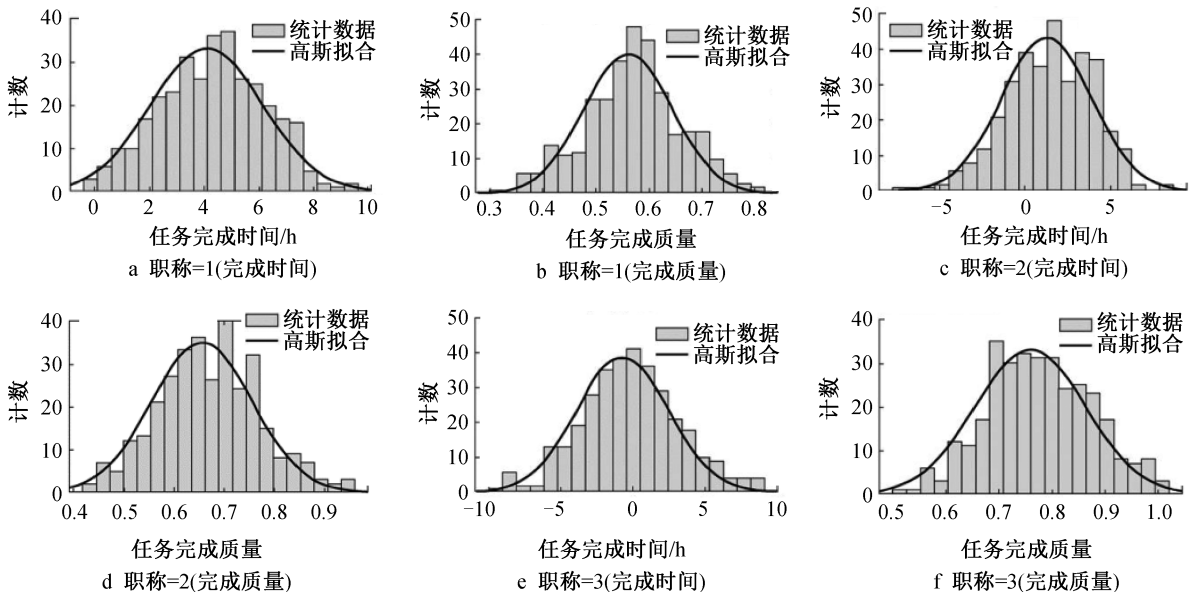 40
30
20
10
0
计数
统计数据
高斯拟合
0
2
4
6
8
10
任务完成时间/h
a 职称=1(完成时间)
50
40
30
20
10
0
计数
统计数据
高斯拟合
0.3
0.4
0.5
0.6
0.7
0.8
任务完成质量
b 职称=1(完成质量)
50
40
30
20
10
0
计数
统计数据
高斯拟合
−5
0
5
任务完成时间/h
c 职称=2(完成时间)
40
30
20
10
0
计数
统计数据
高斯拟合
0.4
0.5
0.6
0.7
0.8
0.9
任务完成质量
d 职称=2(完成质量)
50
40
30
20
10
0
计数
统计数据
高斯拟合
−10
−5
0
5
10
任务完成时间/h
e 职称=3(完成时间)
40
30
20
10
0
计数
统计数据
高斯拟合
0.5
0.6
0.7
0.8
0.9
1.0
任务完成质量
f 职称=3(完成质量)